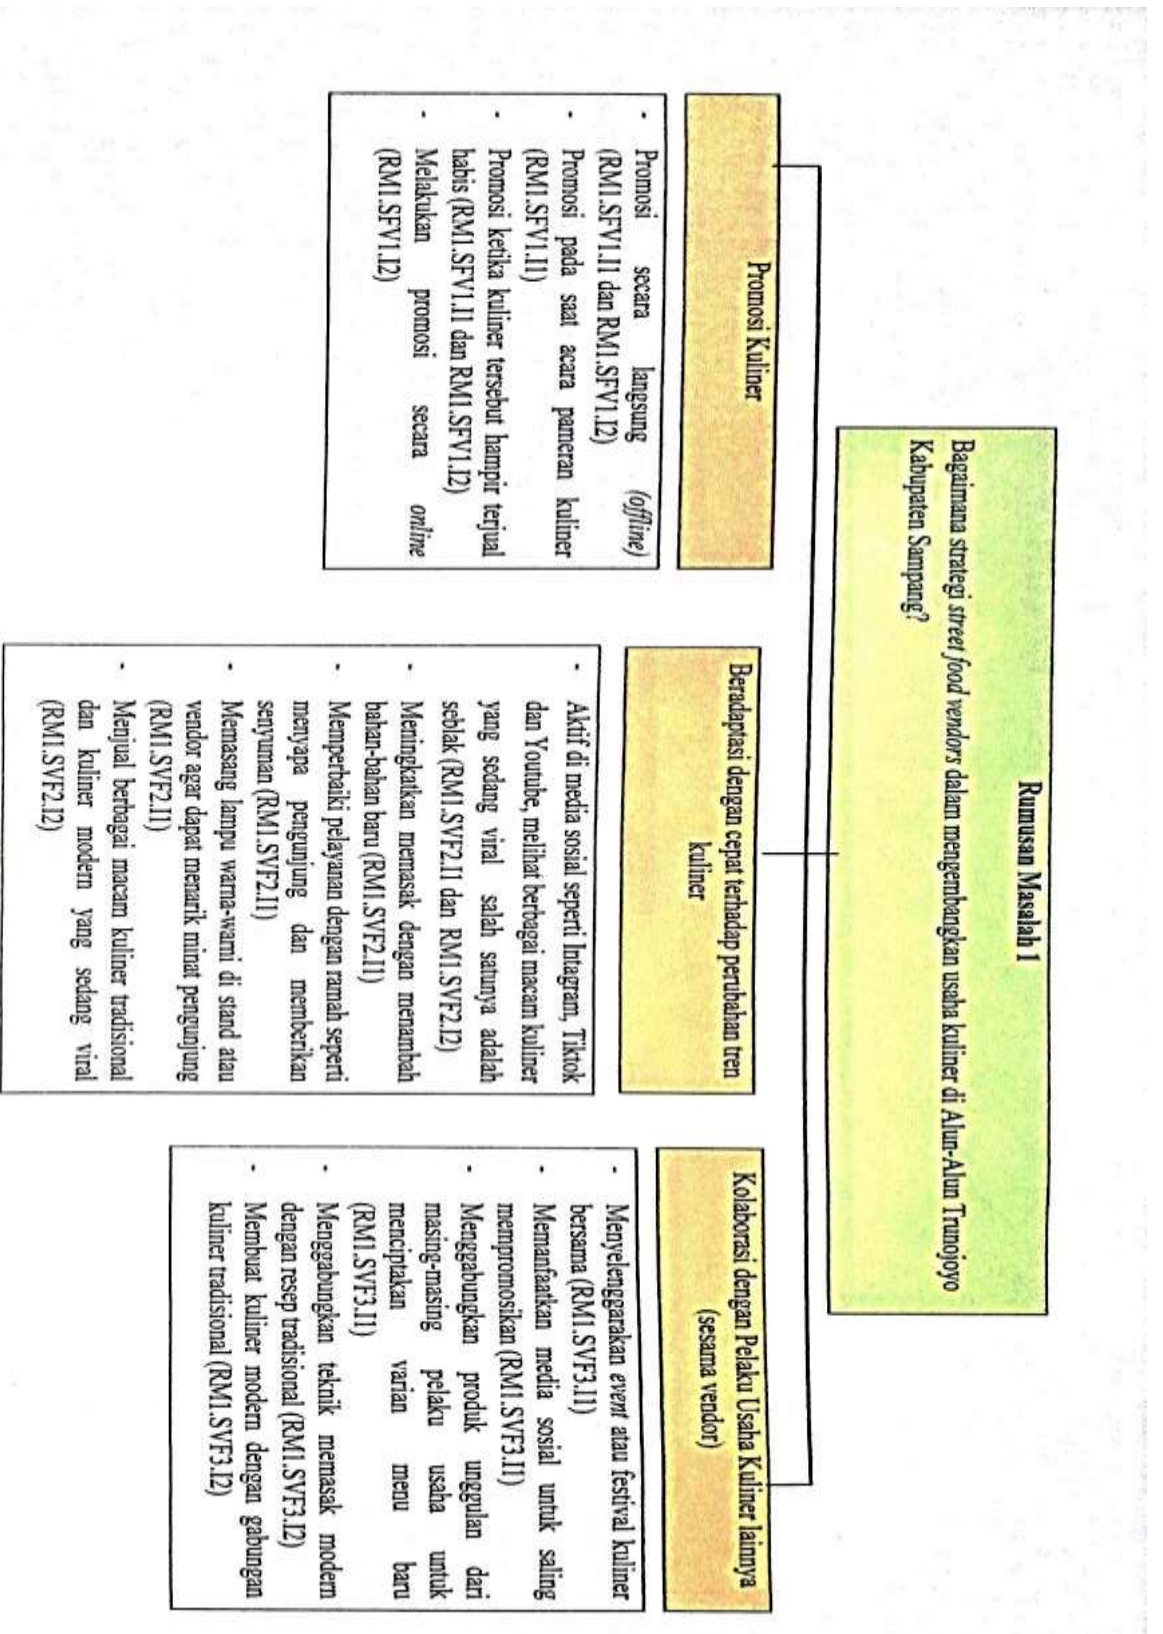 Rumusan Masalah 1
Bagaimana strategi street food vendors dalam mengembangkan usaha kuliner di Alun-Alun Trunojoyo
Kabupaten Sampang?
Promosi Kuliner
- Promosi secara langsung (offline)
(RM1.SFV1.I1 dan RM1.SFV1.I2)
- Promosi pada saat acara pameran kuliner
(RM1.SFV1.I1)
- Promosi ketika kuliner tersebut hampir terjual
habis (RM1.SFV1.I1 dan RM1.SFV1.I2)
- Melakukan promosi secara online
(RM1.SFV1.I2)
Beradaptasi dengan cepat terhadap perubahan tren
kuliner
- Aktif di media sosial seperti Intagram, Tiktok
dan Youtube, melihat berbagai macam kuliner
yang sedang viral salah satunya adalah
seblak (RM1.SVF2.I1 dan RM1.SVF2.I2)
- Meningkatkan memasak dengan menambah
bahan-bahan baru (RM1.SVF2.I1)
- Memperbaiki pelayanan dengan ramah seperti
menyapa pengunjung dan memberikan
senyuman (RM1.SVF2.I1)
- Memasang lampu warna-warni di stand atau
vendor agar dapat menarik minat pengunjung
(RM1.SVF2.I1)
- Menjual berbagai macam kuliner tradisional
dan kuliner modern yang sedang viral
(RM1.SVF2.I2)
Kolaborasi dengan Pelaku Usaha Kuliner lainnya
(sesama vendor)
- Menyelenggarakan event atau festival kuliner
bersama (RM1.SVF3.I1)
- Memanfaatkan media sosial untuk saling
mempromosikan (RM1.SVF3.I1)
- Menggabungkan produk unggulan dari
masing-masing pelaku usaha untuk
menciptakan varian menu baru
(RM1.SVF3.I1)
- Menggabungkan teknik memasak modern
dengan resep tradisional (RM1.SVF3.I2)
- Membuat kuliner modern dengan gabungan
kuliner tradisional (RM1.SVF3.I2)